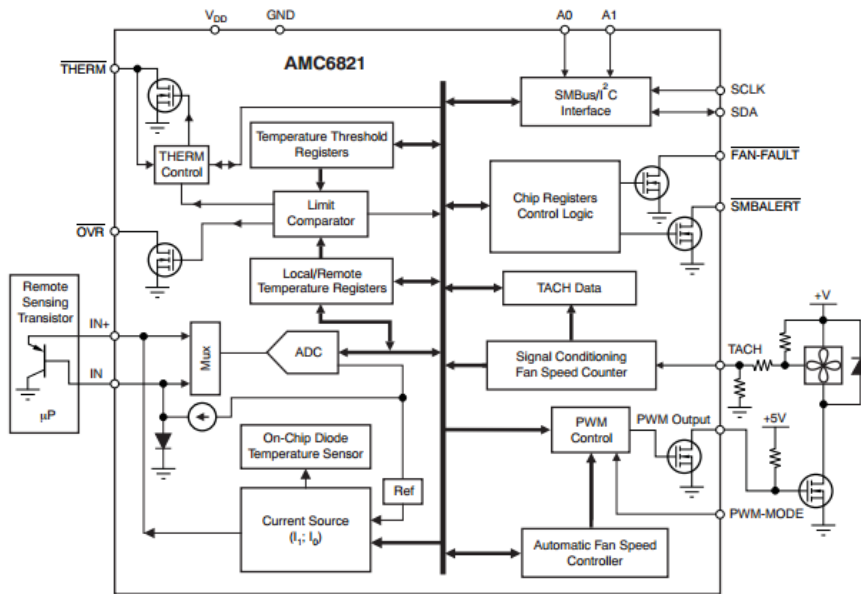 V_DD
GND
A0
A1
AMC6821
THERM
SMBus/I²C
Interface
SCLK
SDA
Temperature Threshold
Registers
THERM
Control
FAN-FAULT
Chip Registers
Control Logic
Limit
Comparator
SMBALERT
OVR
Local/Remote
Temperature Registers
Remote
Sensing
Transistor
μP
IN+
IN
Mux
ADC
TACH Data
Signal Conditioning
Fan Speed Counter
TACH
+V
+5V
On-Chip Diode
Temperature Sensor
PWM
Control
PWM Output
Ref
Current Source
(I₁; I₀)
PWM-MODE
Automatic Fan Speed
Controller